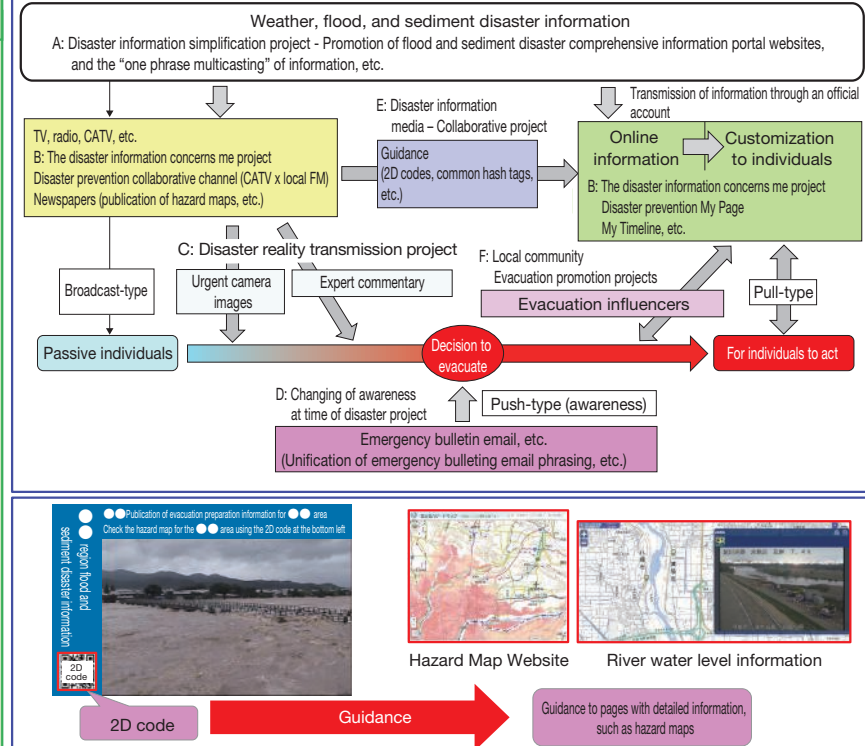 Weather, flood, and sediment disaster information
A: Disaster information simplification project - Promotion of flood and sediment disaster comprehensive information portal websites,
and the “one phrase multicasting” of information, etc.
Transmission of information through an official
account
E: Disaster information
media – Collaborative project
TV, radio, CATV, etc.
B: The disaster information concerns me project
Disaster prevention collaborative channel (CATV x local FM)
Newspapers (publication of hazard maps, etc.)
Guidance
(2D codes, common hash tags,
etc.)
Online
information
Customization
to individuals
B: The disaster information concerns me project
Disaster prevention My Page
My Timeline, etc.
C: Disaster reality transmission project
Urgent camera
images
Expert commentary
F: Local community
Evacuation promotion projects
Evacuation influencers
Broadcast-type
Pull-type
Passive individuals
Decision to
evacuate
For individuals to act
D: Changing of awareness
at time of disaster project
Push-type (awareness)
Emergency bulletin email, etc.
(Unification of emergency bulleting email phrasing, etc.)
●●Publication of evacuation preparation information for ●● area
Check the hazard map for the ●● area using the 2D code at the bottom left
●● region flood and
sediment disaster information
2D
code
2D code
Guidance
Hazard Map Website
River water level information
Guidance to pages with detailed information,
such as hazard maps